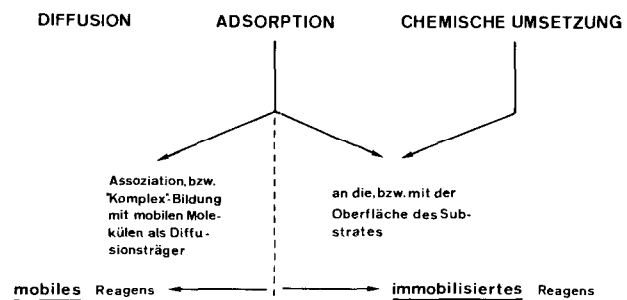 DIFFUSION ADSORPTION CHEMISCHE UMSETZUNG
Assoziation, bzw.
"Komplex"-Bildung
mit mobilen Mole-
külen als Diffu-
sionsträger
an die, bzw. mit der
Oberfläche des Sub-
strates
mobiles Reagens immobilisiertes Reagens